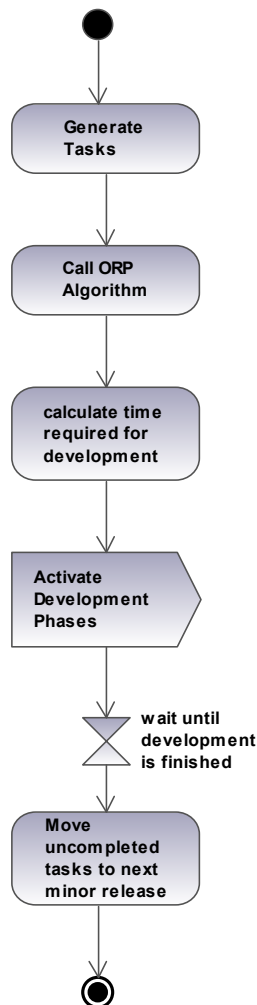 Generate
Tasks
Call ORP
Algorithm
calculate time
required for
development
Activate
Development
Phases
wait until
development
is finished
Move
uncompleted
tasks to next
minor release